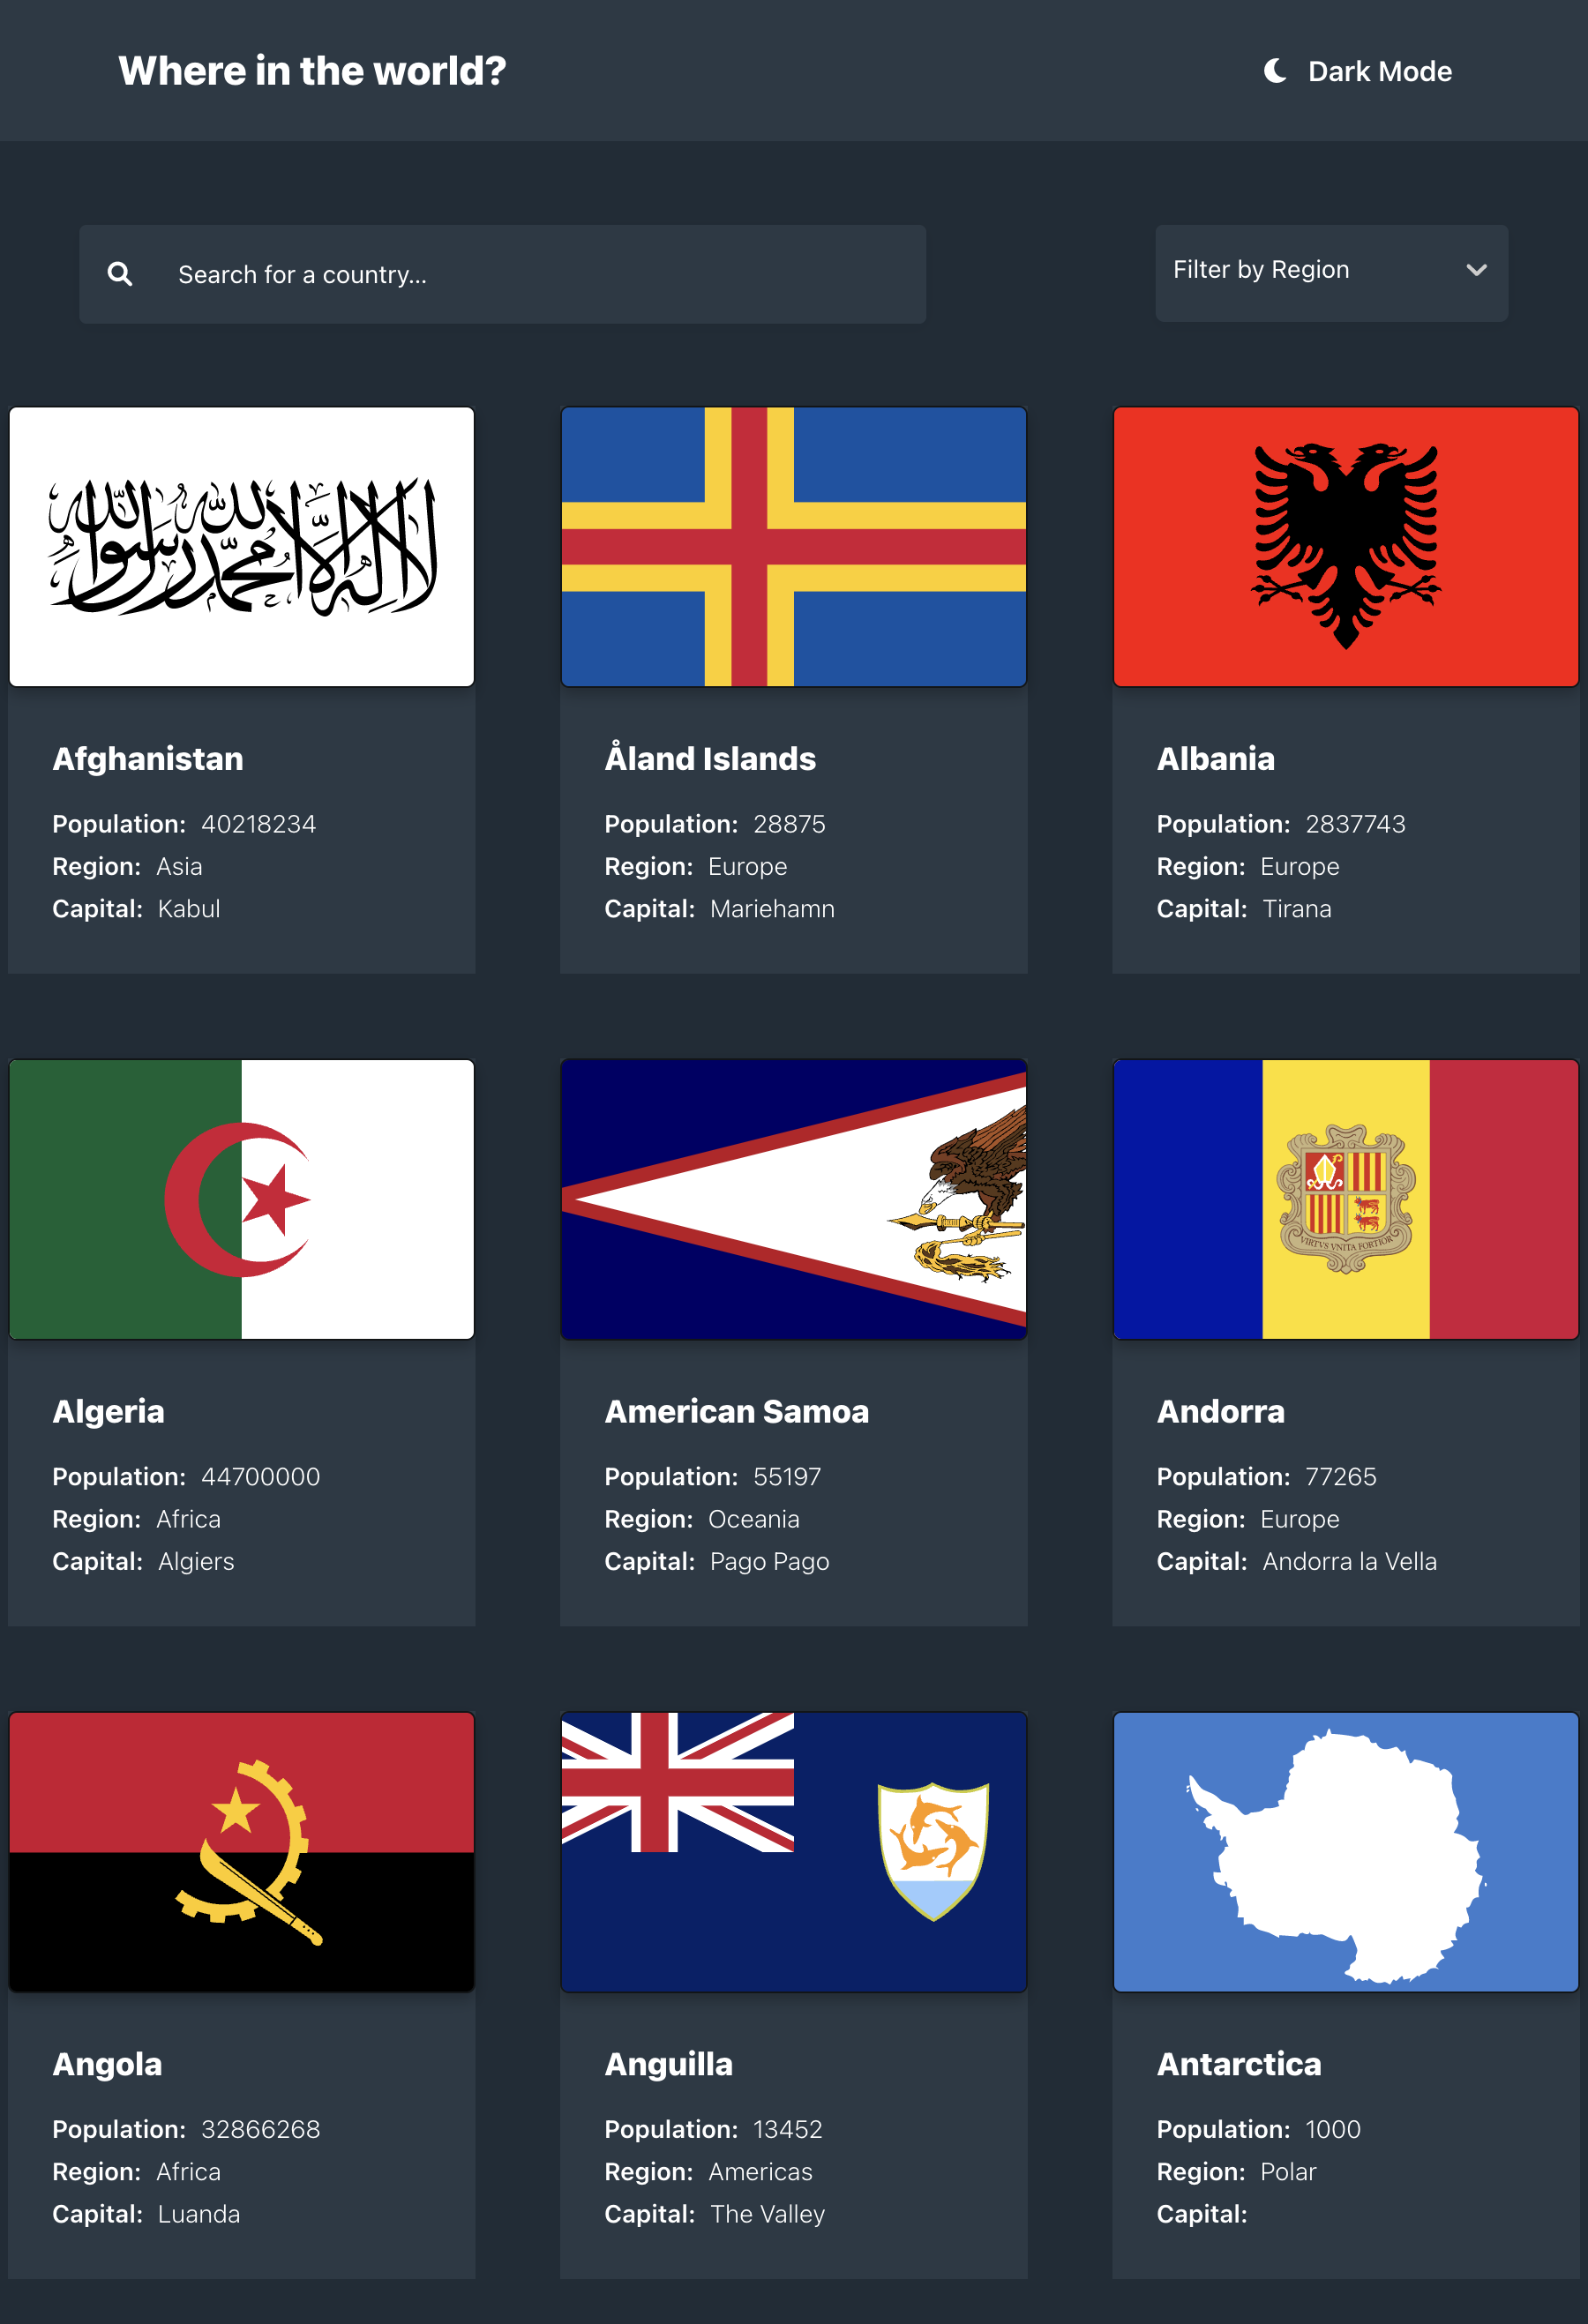 Where in the world?
Dark Mode
Search for a country...
Filter by Region
لا إله إلا الله محمد رسول الله
Afghanistan
Population: 40218234
Region: Asia
Capital: Kabul
Åland Islands
Population: 28875
Region: Europe
Capital: Mariehamn
Albania
Population: 2837743
Region: Europe
Capital: Tirana
VIRTVS VNITA FORTIOR
Algeria
Population: 44700000
Region: Africa
Capital: Algiers
American Samoa
Population: 55197
Region: Oceania
Capital: Pago Pago
Andorra
Population: 77265
Region: Europe
Capital: Andorra la Vella
Angola
Population: 32866268
Region: Africa
Capital: Luanda
Anguilla
Population: 13452
Region: Americas
Capital: The Valley
Antarctica
Population: 1000
Region: Polar
Capital: